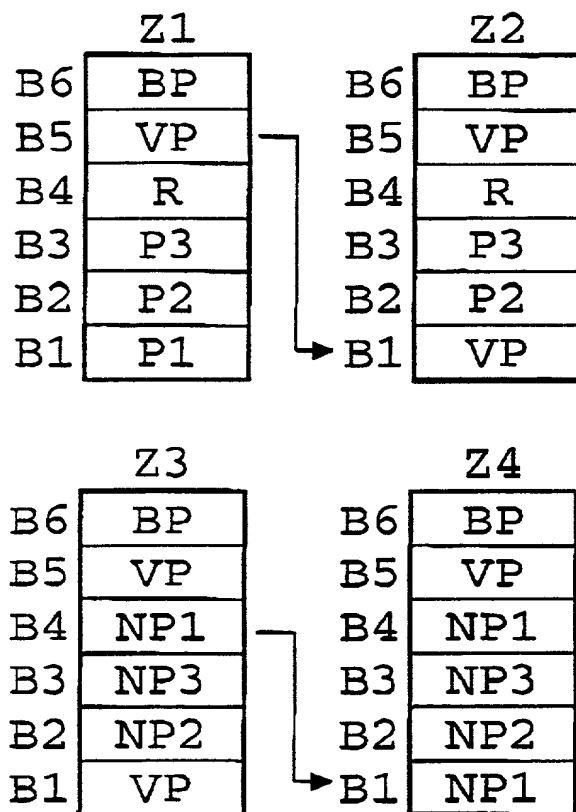 Z1 Z2
B6 BP B6 BP
B5 VP B5 VP
B4 R B4 R
B3 P3 B3 P3
B2 P2 B2 P2
B1 P1 B1 VP
Z3 Z4
B6 BP B6 BP
B5 VP B5 VP
B4 NP1 B4 NP1
B3 NP3 B3 NP3
B2 NP2 B2 NP2
B1 VP B1 NP1